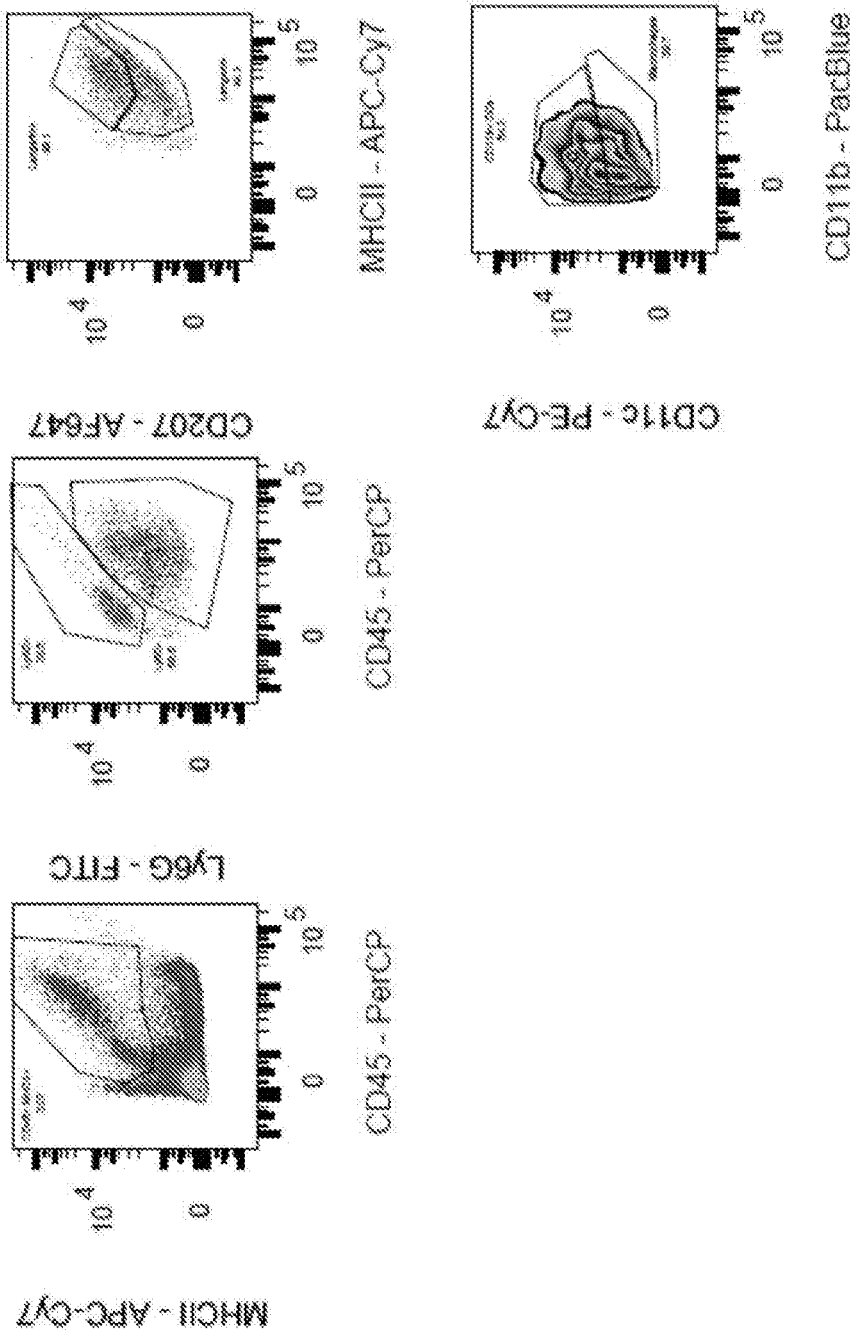 MHCII - APC-Cy7
10 4
0
0
10 5
CD45 - PerCP
Ly6G - FITC
10 4
0
0
10 5
CD45 - PerCP
CD207 - AF647
10 4
0
0
10 5
MHCII - APC-Cy7
CD11c - PE-Cy7
10 4
0
0
10 5
CD11b - PacBlue